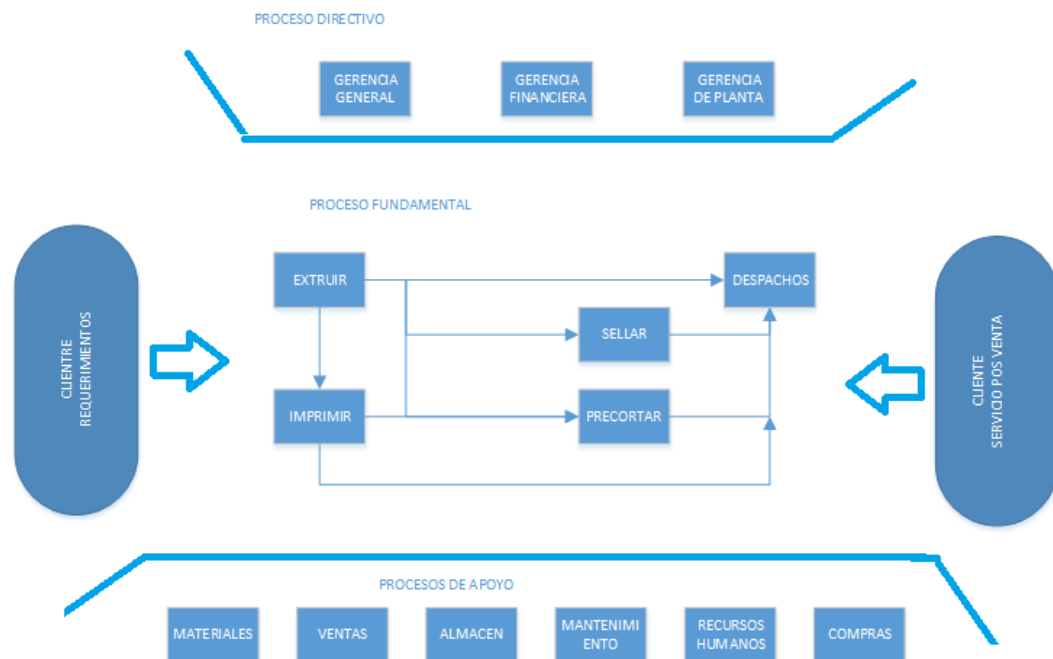 PROCESO DIRECTIVO
GERENCIA
GENERAL
GERENCIA
FINANCIERA
GERENCIA
DE PLANTA
PROCESO FUNDAMENTAL
CLIENTRE
REQUERIMIENTOS
EXTRUIR
DESPACHOS
SELLAR
IMPRIMIR
PRECORTAR
CLIENTE
SERVICIO POS VENTA
PROCESOS DE APOYO
MATERIALES
VENTAS
ALMACEN
MANTENIMI
ENTO
RECURSOS
HUMANOS
COMPRAS